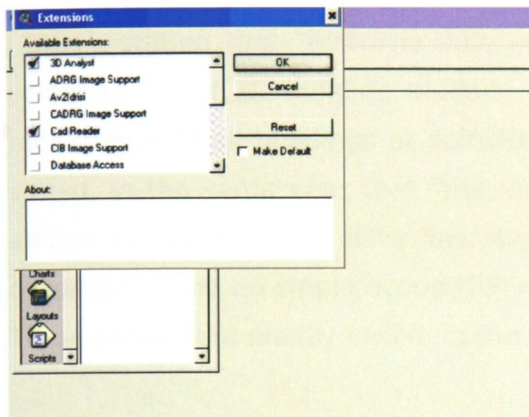 Extensions
Available Extensions:
3D Analyst
ADRG Image Support
Av2Idrisi
CADRG Image Support
Cad Reader
CIB Image Support
Database Access
OK
Cancel
Reset
Make Default
About:
Charts
Layouts
Scripts